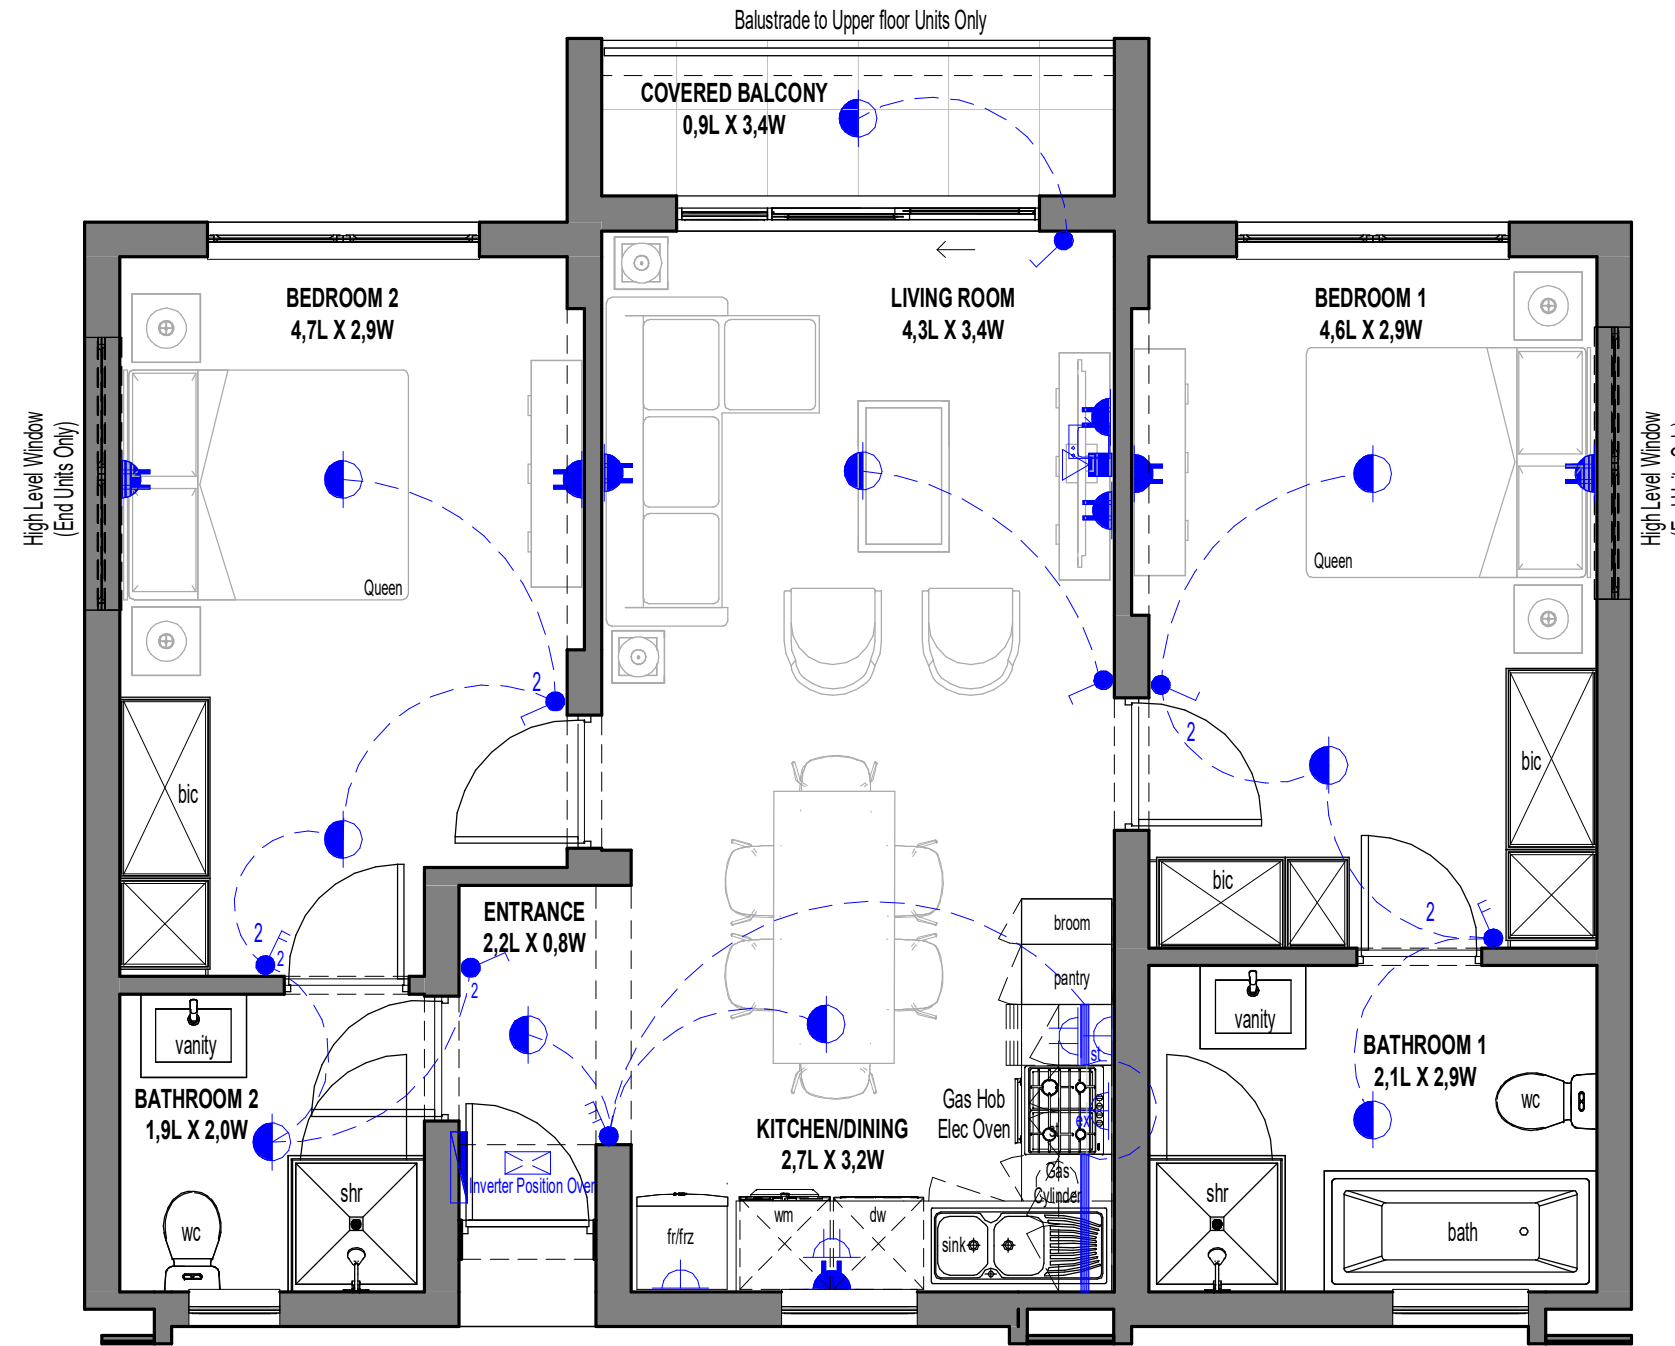 Balustrade to Upper floor Units Only
COVERED BALCONY
0,9L X 3,4W
BEDROOM 2
4,7L X 2,9W
LIVING ROOM
4,3L X 3,4W
BEDROOM 1
4,6L X 2,9W
High Level Window
(End Units Only)
High Level Window
Queen
Queen
2
2
bic
bic
bic
ENTRANCE
2,2L X 0,8W
broom
pantry
2
2
2
2
vanity
vanity
BATHROOM 2
1,9L X 2,0W
BATHROOM 1
2,1L X 2,9W
st
ex
Gas Hob
Elec Oven
KITCHEN/DINING
2,7L X 3,2W
Gas
Cylinder
Inverter Position Over
shr
wc
fr/frz
wm
dw
sink
wc
shr
bath